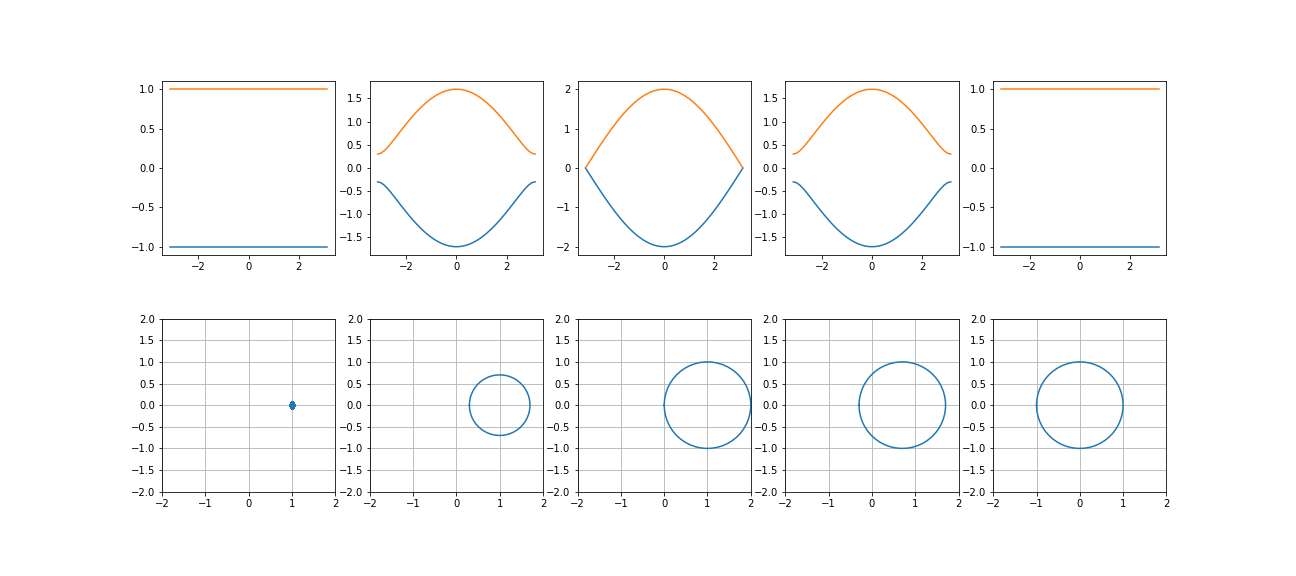 1.0 1.5 2 1.5 1.0
0.5 1.0 1 1.0 0.5
0.0 0.5 0 0.5 0.0
−0.5 0.0 −1 0.0 −0.5
−1.0 −0.5 −2 −0.5 −1.0
−1.0 −1.0
−1.5 −1.5
−2 0 2 −2 0 2 −2 0 2 −2 0 2 −2 0 2
2.0 2.0 2.0 2.0 2.0
1.5 1.5 1.5 1.5 1.5
1.0 1.0 1.0 1.0 1.0
0.5 0.5 0.5 0.5 0.5
0.0 0.0 0.0 0.0 0.0
−0.5 −0.5 −0.5 −0.5 −0.5
−1.0 −1.0 −1.0 −1.0 −1.0
−1.5 −1.5 −1.5 −1.5 −1.5
−2.0 −2.0 −2.0 −2.0 −2.0
−2 −1 0 1 2 −2 −1 0 1 2 −2 −1 0 1 2 −2 −1 0 1 2 −2 −1 0 1 2